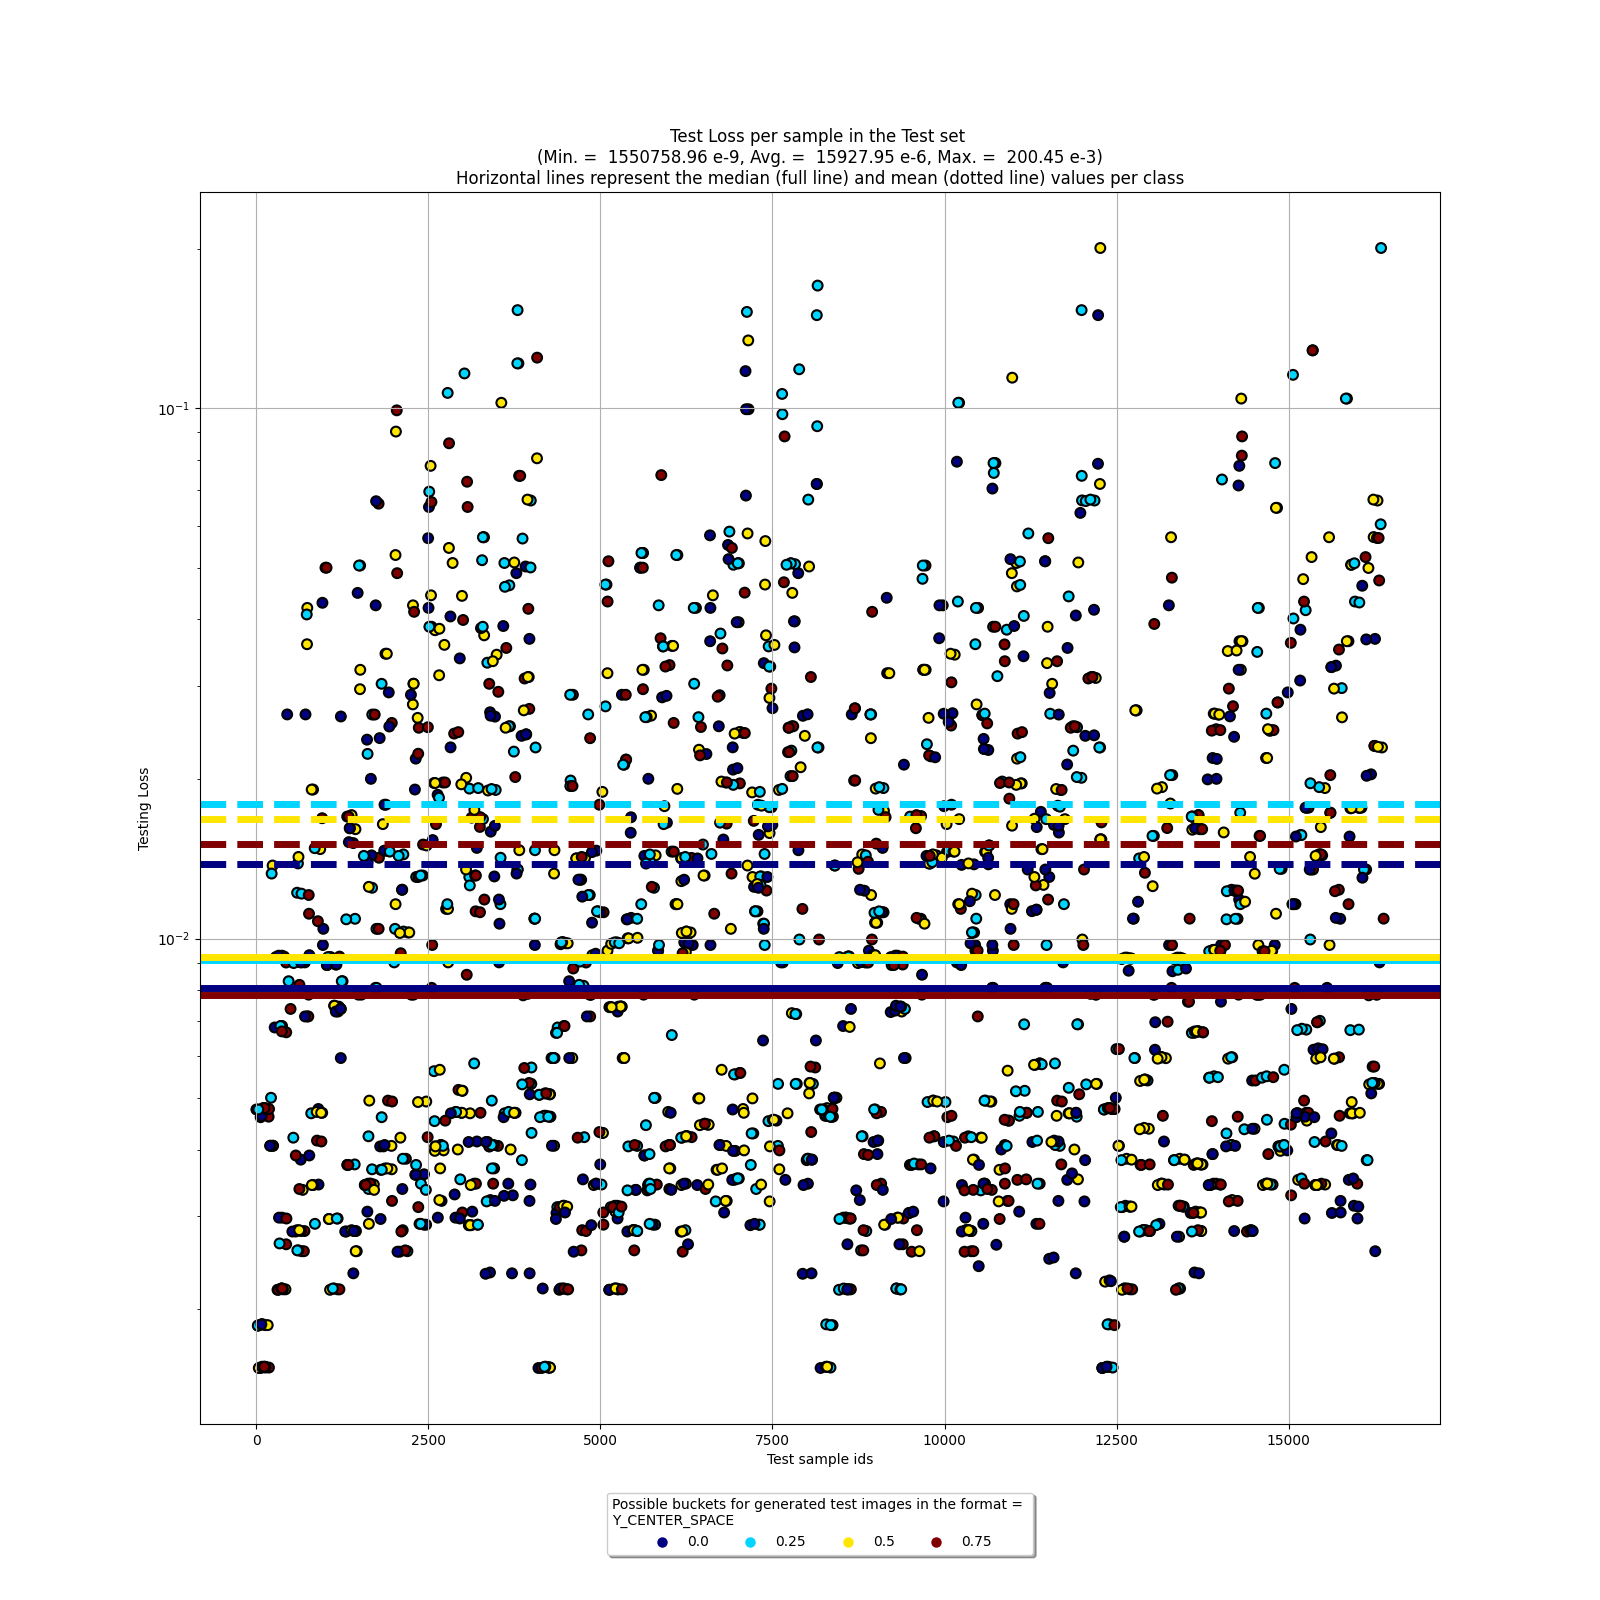 Test Loss per sample in the Test set
(Min. =  1550758.96 e-9, Avg. =  15927.95 e-6, Max. =  200.45 e-3)
Horizontal lines represent the median (full line) and mean (dotted line) values per class
10⁻¹
10⁻²
Testing Loss
0 2500 5000 7500 10000 12500 15000
Test sample ids
Possible buckets for generated test images in the format =
Y_CENTER_SPACE
0.0 0.25 0.5 0.75